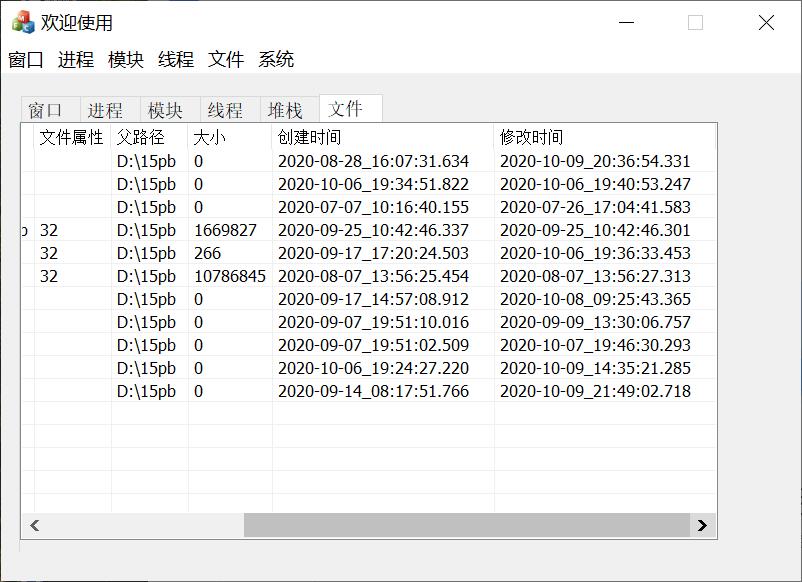 欢迎使用
窗口 进程 模块 线程 文件 系统
窗口 进程 模块 线程 堆栈 文件
文件属性 父路径 大小 创建时间 修改时间
D:\15pb 0 2020-08-28_16:07:31.634 2020-10-09_20:36:54.331
D:\15pb 0 2020-10-06_19:34:51.822 2020-10-06_19:40:53.247
D:\15pb 0 2020-07-07_10:16:40.155 2020-07-26_17:04:41.583
32 D:\15pb 1669827 2020-09-25_10:42:46.337 2020-09-25_10:42:46.301
32 D:\15pb 266 2020-09-17_17:20:24.503 2020-10-06_19:36:33.453
32 D:\15pb 10786845 2020-08-07_13:56:25.454 2020-08-07_13:56:27.313
D:\15pb 0 2020-09-17_14:57:08.912 2020-10-08_09:25:43.365
D:\15pb 0 2020-09-07_19:51:10.016 2020-09-09_13:30:06.757
D:\15pb 0 2020-09-07_19:51:02.509 2020-10-07_19:46:30.293
D:\15pb 0 2020-10-06_19:24:27.220 2020-10-09_14:35:21.285
D:\15pb 0 2020-09-14_08:17:51.766 2020-10-09_21:49:02.718